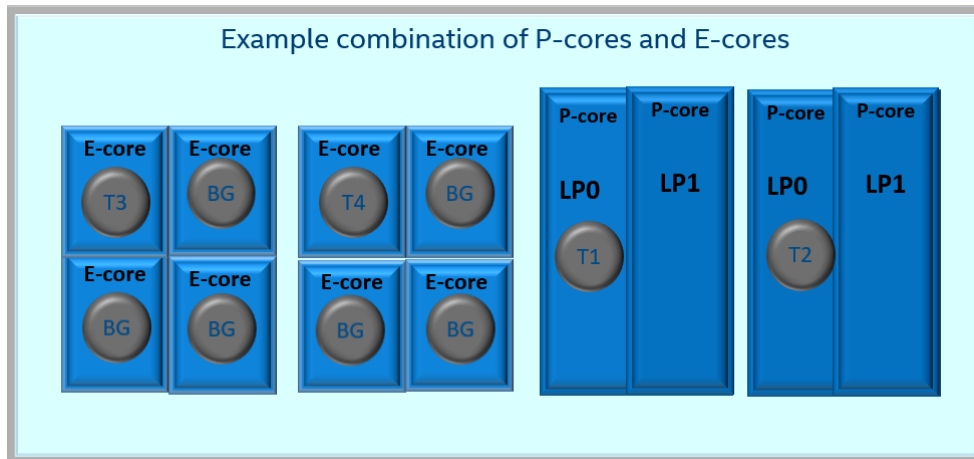 Example combination of P-cores and E-cores
E-core
T3
E-core
BG
E-core
BG
E-core
BG
E-core
T4
E-core
BG
E-core
BG
E-core
BG
P-core
LP0
T1
P-core
LP1
P-core
LP0
T2
P-core
LP1